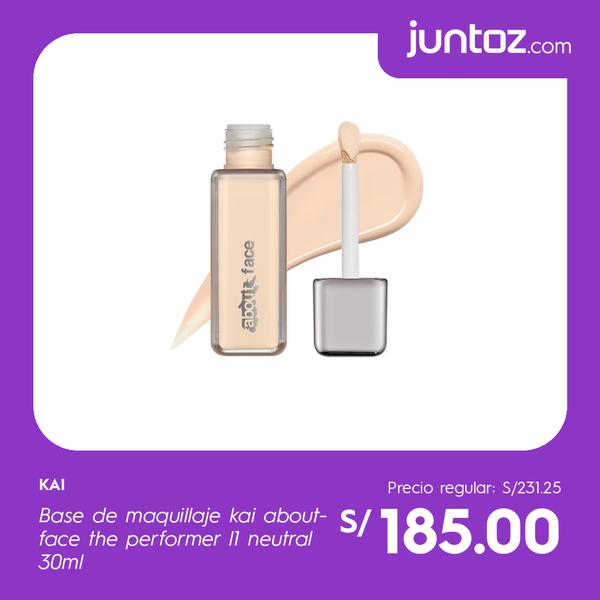 juntoz.com
about-face
KAI
Base de maquillaje kai about-
face the performer l1 neutral
30ml
Precio regular: S/231.25
S/185.00